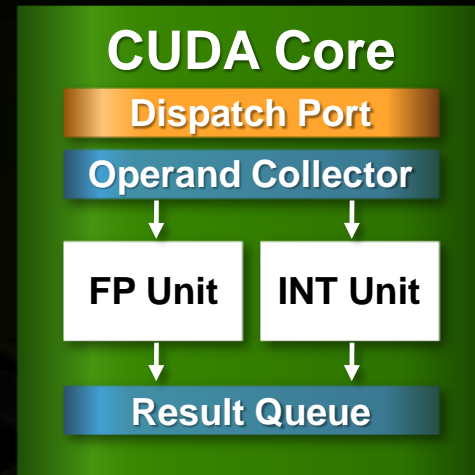 CUDA Core
Dispatch Port
Operand Collector
FP Unit INT Unit
Result Queue